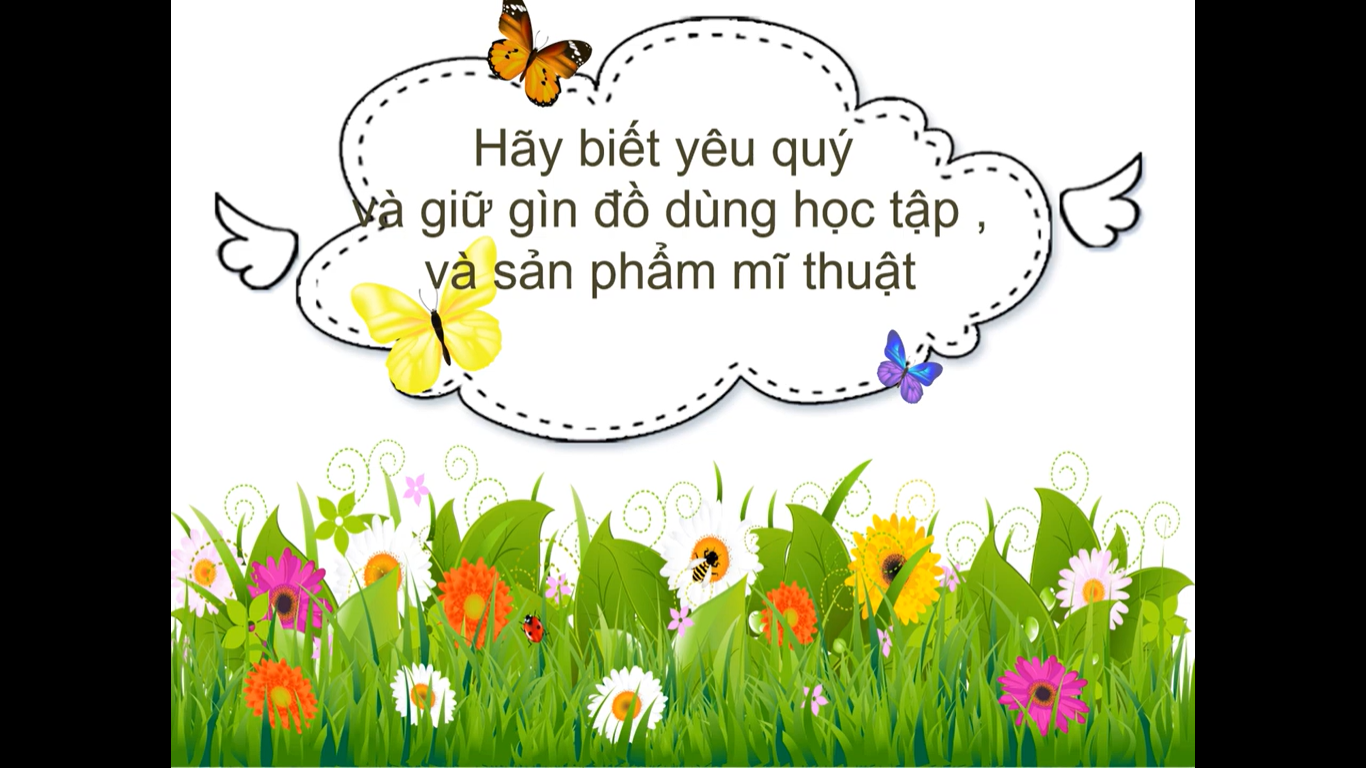 Hãy biết yêu quý
và giữ gìn đồ dùng học tập ,
và sản phẩm mĩ thuật